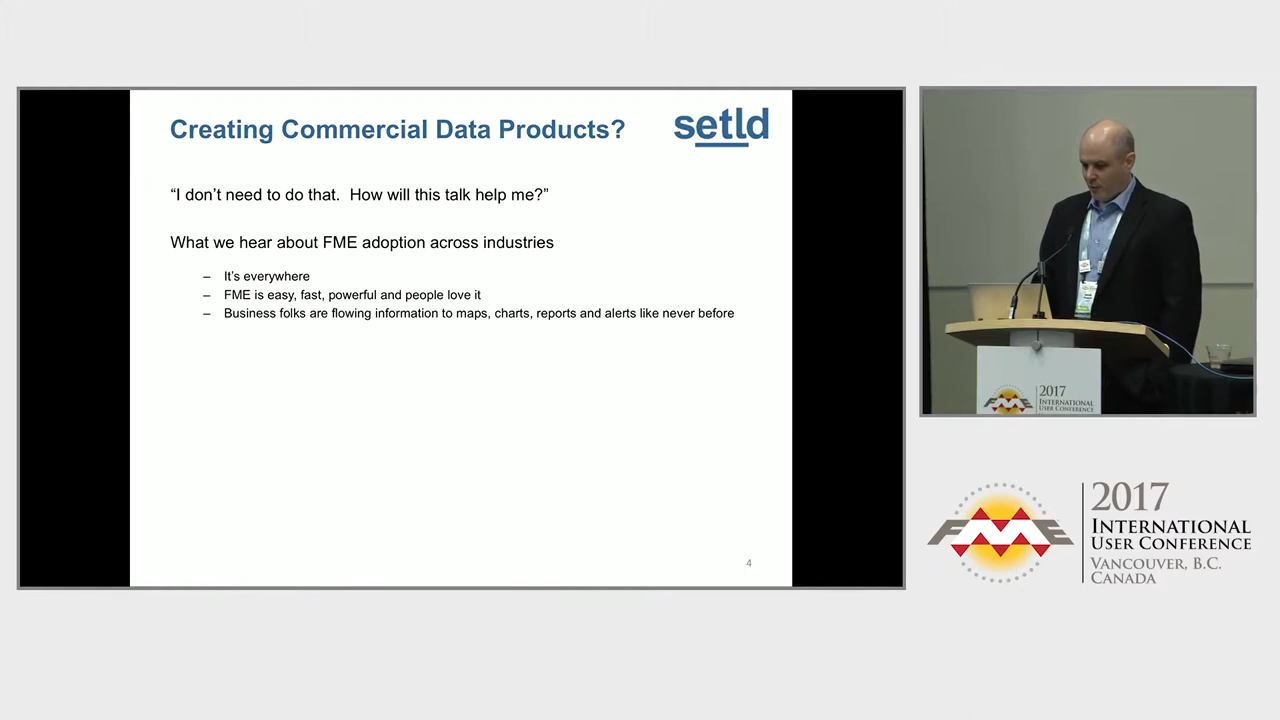 Creating Commercial Data Products?
setld
“I don’t need to do that.  How will this talk help me?”
What we hear about FME adoption across industries
– It’s everywhere
– FME is easy, fast, powerful and people love it
– Business folks are flowing information to maps, charts, reports and alerts like never before
4
FME
2017
INTERNATIONAL
USER CONFERENCE
FME
2017
INTERNATIONAL
USER CONFERENCE
VANCOUVER, B.C.
CANADA